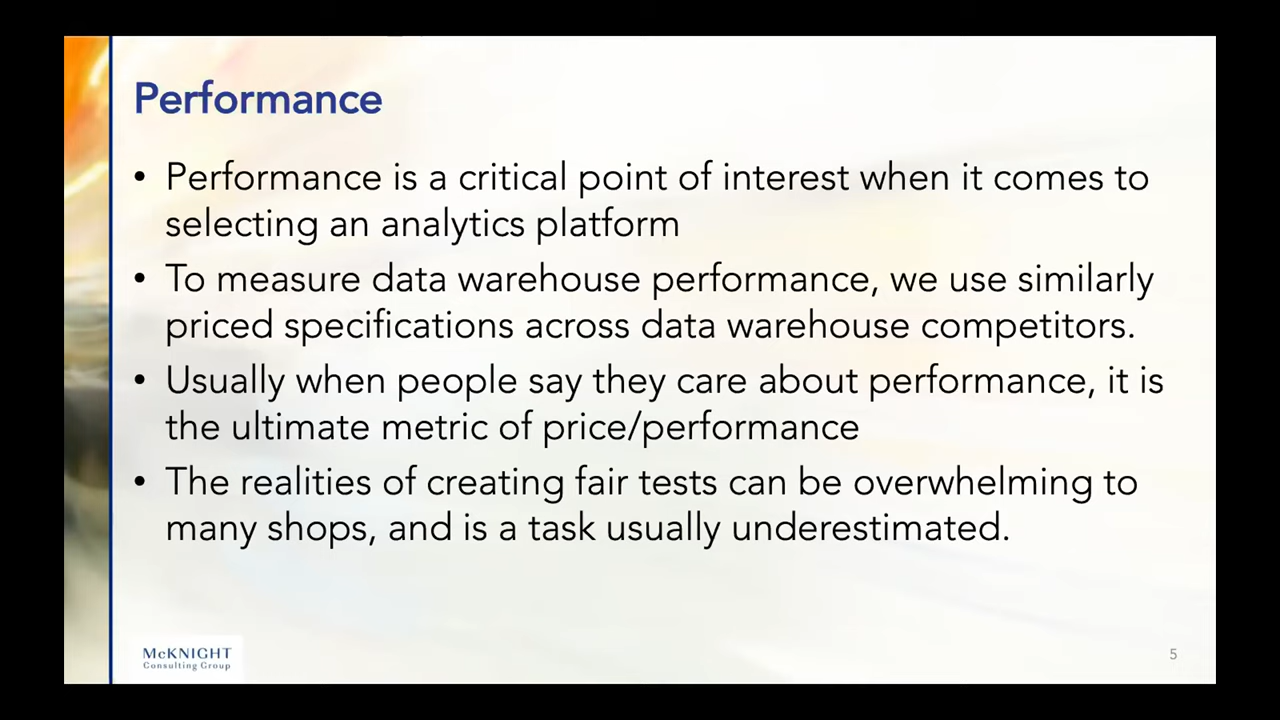 Performance
• Performance is a critical point of interest when it comes to
selecting an analytics platform
• To measure data warehouse performance, we use similarly
priced specifications across data warehouse competitors.
• Usually when people say they care about performance, it is
the ultimate metric of price/performance
• The realities of creating fair tests can be overwhelming to
many shops, and is a task usually underestimated.
McKNIGHT
Consulting Group
5